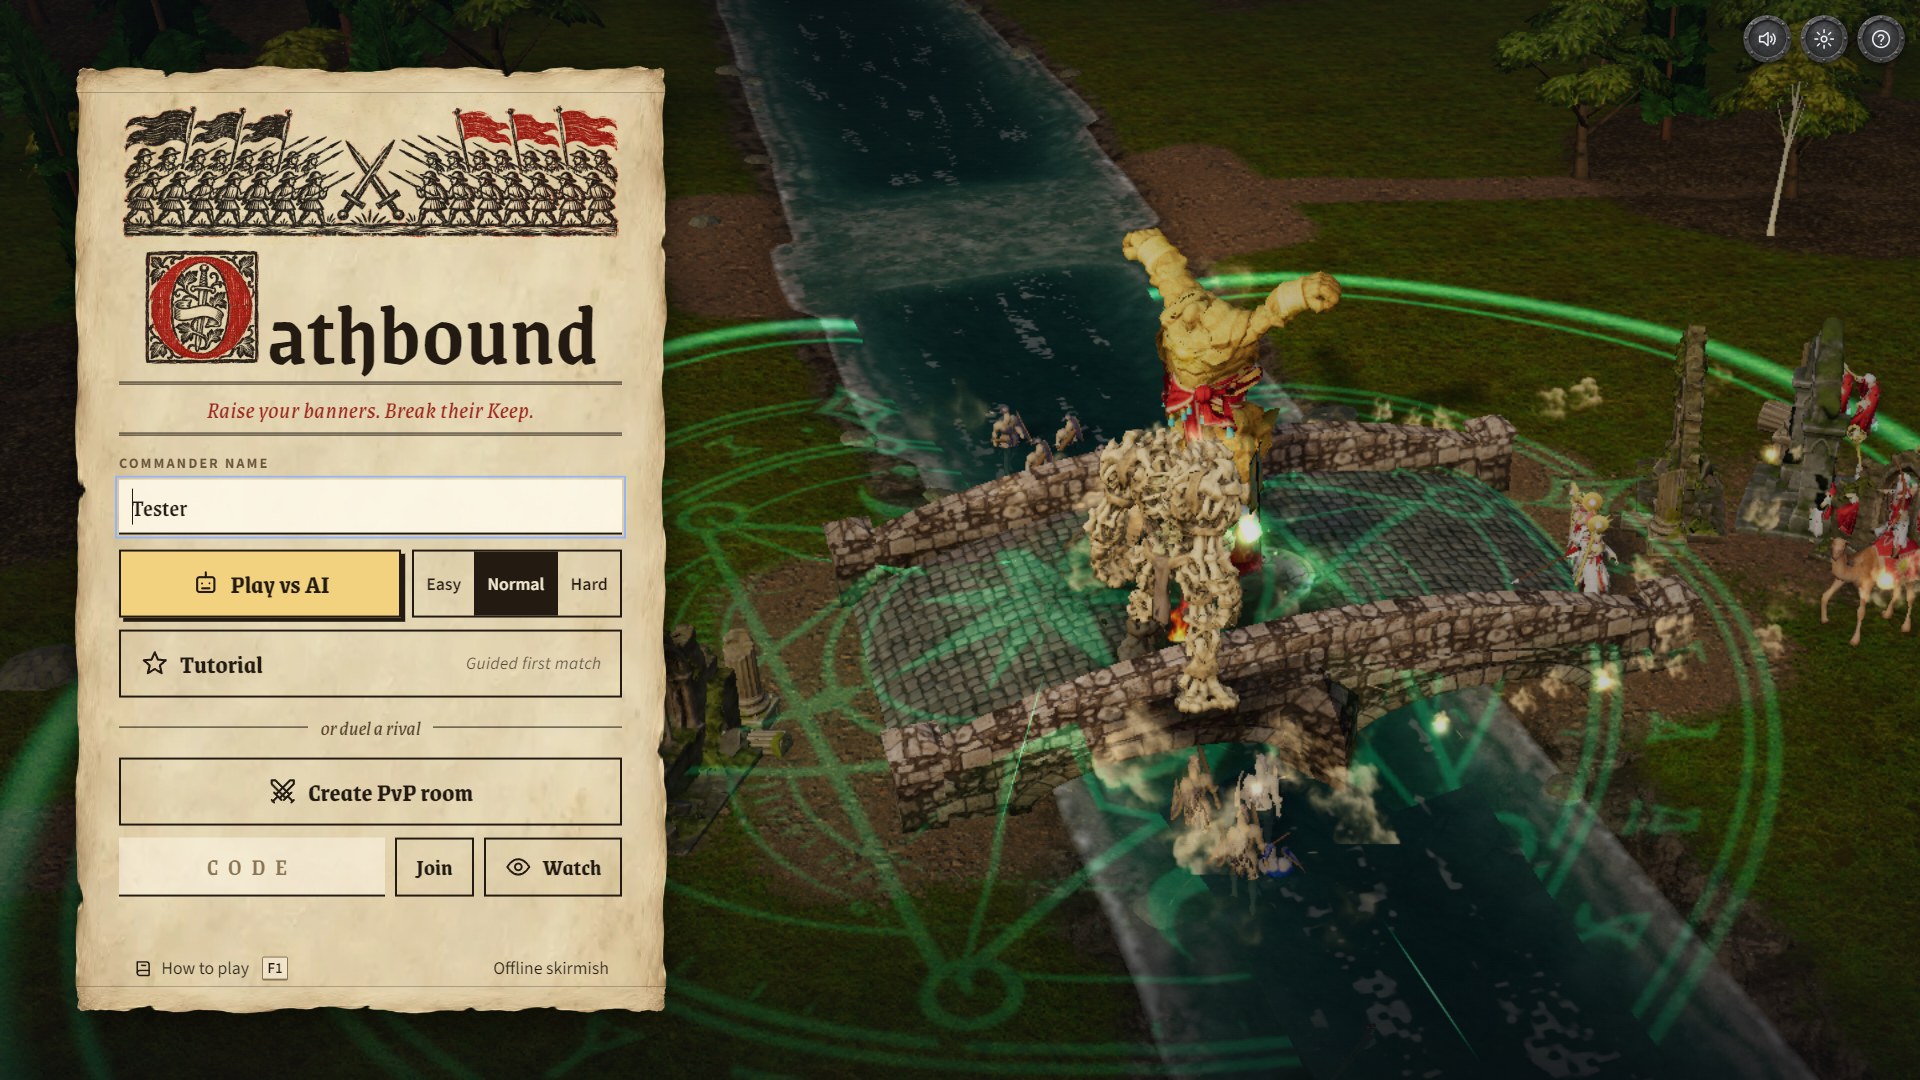 Oathbound
Raise your banners. Break their Keep.
COMMANDER NAME
Tester
Play vs AI
Easy Normal Hard
Tutorial
Guided first match
or duel a rival
Create PvP room
CODE
Join
Watch
How to play F1
Offline skirmish